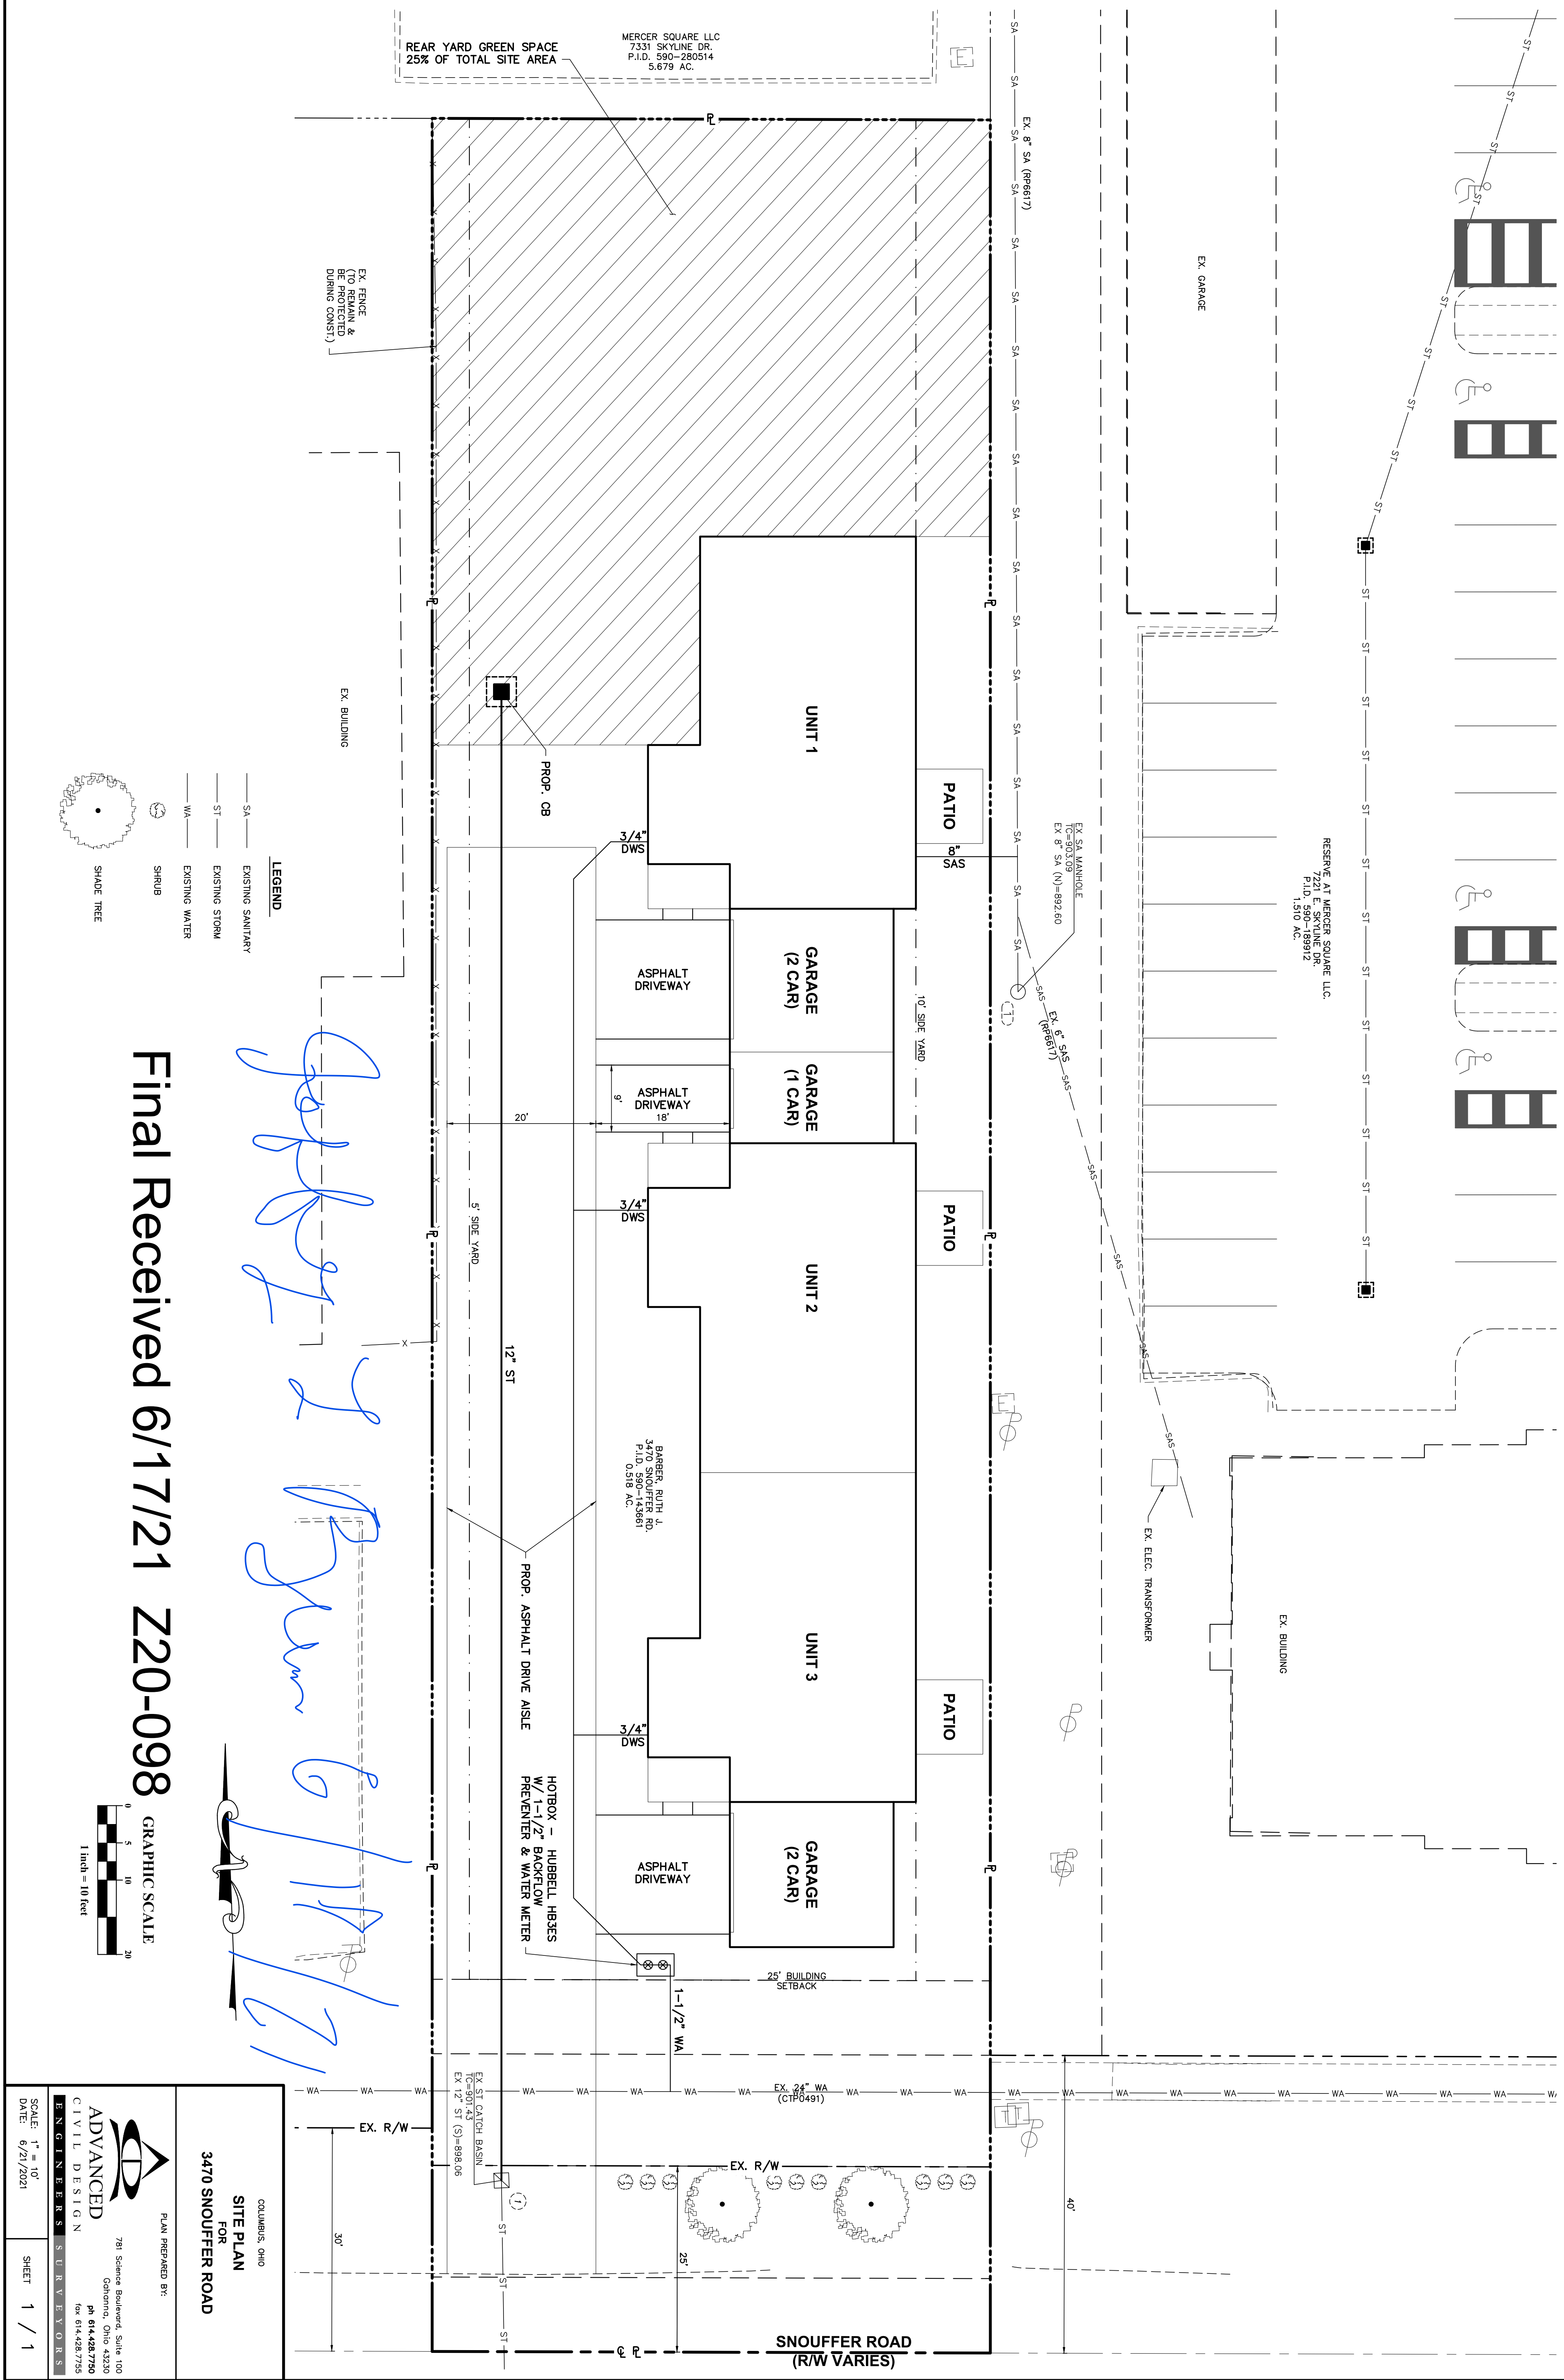 REAR YARD GREEN SPACE
25% OF TOTAL SITE AREA
MERCER SQUARE LLC
7331 SKYLINE DR.
P.I.D. 590-280514
5.679 AC.
E
EX. 8" SA (RP6617)
EX. GARAGE
EX. FENCE
(TO REMAIN &
BE PROTECTED
DURING CONST.)
RESERVE AT MERCER SQUARE LLC.
7221 E. SKYLINE DR.
P.I.D. 590-189912
1.510 AC.
EX SA MANHOLE
TC=903.09
EX 8" SA (N)=892.60
EX. 6" SAS
(RP6617)
8"
SAS
UNIT 1
PATIO
GARAGE
(2 CAR)
GARAGE
(1 CAR)
ASPHALT
DRIVEWAY
ASPHALT
DRIVEWAY
9'
18'
20'
10' SIDE YARD
5' SIDE YARD
PROP. CB
3/4"
DWS
3/4"
DWS
3/4"
DWS
12" ST
UNIT 2
PATIO
BARBER, RUTH J.
3470 SNOUFFER RD.
P.I.D. 590-143661
0.518 AC.
PROP. ASPHALT DRIVE AISLE
UNIT 3
PATIO
GARAGE
(2 CAR)
ASPHALT
DRIVEWAY
HOTBOX - HUBBELL HB3ES
W/ 1-1/2" BACKFLOW
PREVENTER & WATER METER
EX. ELEC. TRANSFORMER
EX. BUILDING
EX. BUILDING
25' BUILDING
SETBACK
1-1/2" WA
EX. 24" WA
(CTP0491)
EX ST CATCH BASIN
TC=901.43
EX 12" ST (S)=898.06
EX. R/W
EX. R/W
30'
25'
40'
SNOUFFER ROAD
(R/W VARIES)
LEGEND
SA EXISTING SANITARY
ST EXISTING STORM
WA EXISTING WATER
SHRUB
SHADE TREE
Final Received 6/17/21 Z20-098
GRAPHIC SCALE
0 5 10 20
1 inch = 10 feet
COLUMBUS, OHIO
SITE PLAN
FOR
3470 SNOUFFER ROAD
PLAN PREPARED BY:
ADVANCED
CIVIL DESIGN
ENGINEERS SURVEYORS
781 Science Boulevard, Suite 100
Gahanna, Ohio 43230
ph 614.428.7750
fax 614.428.7755
SCALE: 1" = 10'
DATE: 6/21/2021
SHEET 1 / 1